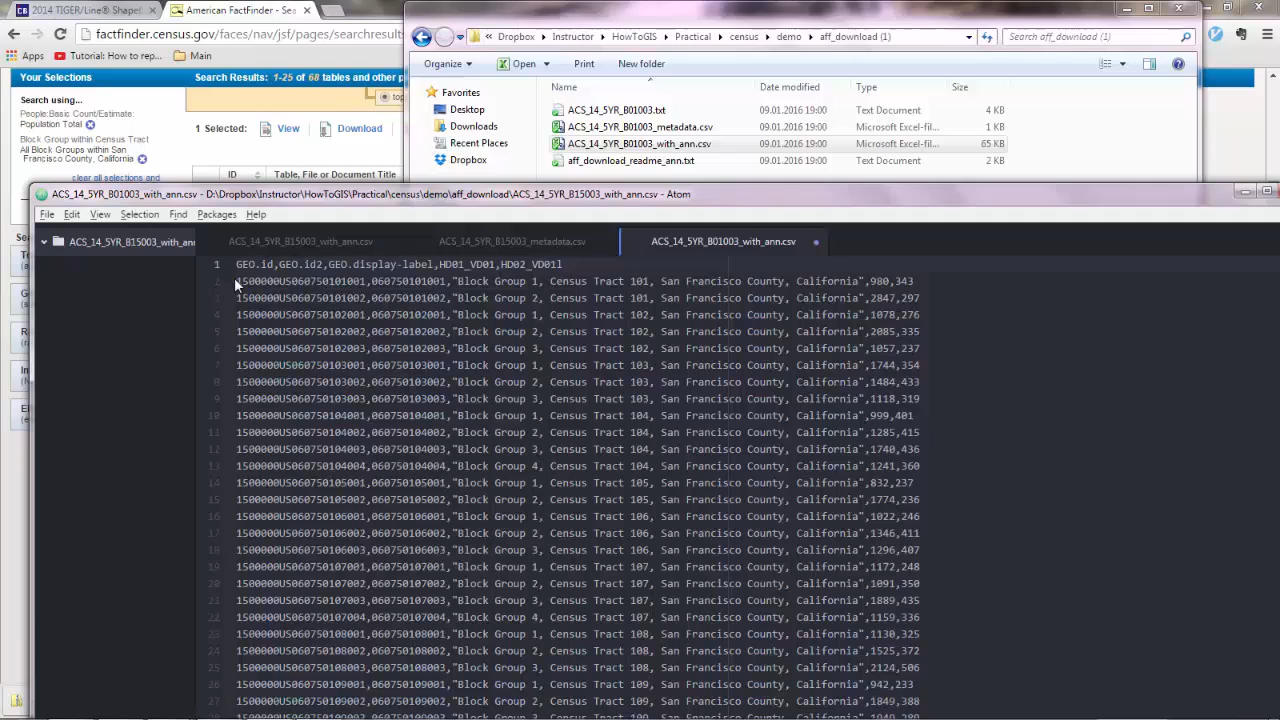 2014 TIGER/Line® Shapef
American FactFinder - Sea
factfinder.census.gov/faces/nav/jsf/pages/searchresults
Apps
Tutorial: How to rep...
Main
Your Selections
Search using...
People:Basic Count/Estimate:
Population Total
Block Group within Census Tract
All Block Groups within San
Francisco County, California
clear all selections and
Search Results: 1-25 of 68 tables and other p
top
1 Selected:
View
Download
ID
Table, File or Document Title
Dropbox
Instructor
HowToGIS
Practical
census
demo
aff_download (1)
Search aff_download (1)
Organize
Open
Print
New folder
Favorites
Desktop
Downloads
Recent Places
Dropbox
Name
Date modified
Type
Size
ACS_14_5YR_B01003.txt 09.01.2016 19:00 Text Document 4 KB
ACS_14_5YR_B01003_metadata.csv 09.01.2016 19:00 Microsoft Excel-fil... 1 KB
ACS_14_5YR_B01003_with_ann.csv 09.01.2016 19:00 Microsoft Excel-fil... 65 KB
aff_download_readme_ann.txt 09.01.2016 19:00 Text Document 2 KB
ACS_14_5YR_B01003_with_ann.csv - D:\Dropbox\Instructor\HowToGIS\Practical\census\demo\aff_download\ACS_14_5YR_B15003_with_ann.csv - Atom
File Edit View Selection Find Packages Help
ACS_14_5YR_B15003_with_ann
ACS_14_5YR_B15003_with_ann.csv
ACS_14_5YR_B15003_metadata.csv
ACS_14_5YR_B01003_with_ann.csv
1 GEO.id,GEO.id2,GEO.display-label,HD01_VD01,HD02_VD01l
2 1500000US060750101001,060750101001,"Block Group 1, Census Tract 101, San Francisco County, California",980,343
3 1500000US060750101002,060750101002,"Block Group 2, Census Tract 101, San Francisco County, California",2847,297
4 1500000US060750102001,060750102001,"Block Group 1, Census Tract 102, San Francisco County, California",1078,276
5 1500000US060750102002,060750102002,"Block Group 2, Census Tract 102, San Francisco County, California",2085,335
6 1500000US060750102003,060750102003,"Block Group 3, Census Tract 102, San Francisco County, California",1057,237
7 1500000US060750103001,060750103001,"Block Group 1, Census Tract 103, San Francisco County, California",1744,354
8 1500000US060750103002,060750103002,"Block Group 2, Census Tract 103, San Francisco County, California",1484,433
9 1500000US060750103003,060750103003,"Block Group 3, Census Tract 103, San Francisco County, California",1118,319
10 1500000US060750104001,060750104001,"Block Group 1, Census Tract 104, San Francisco County, California",999,401
11 1500000US060750104002,060750104002,"Block Group 2, Census Tract 104, San Francisco County, California",1285,415
12 1500000US060750104003,060750104003,"Block Group 3, Census Tract 104, San Francisco County, California",1740,436
13 1500000US060750104004,060750104004,"Block Group 4, Census Tract 104, San Francisco County, California",1241,360
14 1500000US060750105001,060750105001,"Block Group 1, Census Tract 105, San Francisco County, California",832,237
15 1500000US060750105002,060750105002,"Block Group 2, Census Tract 105, San Francisco County, California",1774,236
16 1500000US060750106001,060750106001,"Block Group 1, Census Tract 106, San Francisco County, California",1022,246
17 1500000US060750106002,060750106002,"Block Group 2, Census Tract 106, San Francisco County, California",1346,411
18 1500000US060750106003,060750106003,"Block Group 3, Census Tract 106, San Francisco County, California",1296,407
19 1500000US060750107001,060750107001,"Block Group 1, Census Tract 107, San Francisco County, California",1172,248
20 1500000US060750107002,060750107002,"Block Group 2, Census Tract 107, San Francisco County, California",1091,350
21 1500000US060750107003,060750107003,"Block Group 3, Census Tract 107, San Francisco County, California",1889,435
22 1500000US060750107004,060750107004,"Block Group 4, Census Tract 107, San Francisco County, California",1159,336
23 1500000US060750108001,060750108001,"Block Group 1, Census Tract 108, San Francisco County, California",1130,325
24 1500000US060750108002,060750108002,"Block Group 2, Census Tract 108, San Francisco County, California",1525,372
25 1500000US060750108003,060750108003,"Block Group 3, Census Tract 108, San Francisco County, California",2124,506
26 1500000US060750109001,060750109001,"Block Group 1, Census Tract 109, San Francisco County, California",942,233
27 1500000US060750109002,060750109002,"Block Group 2, Census Tract 109, San Francisco County, California",2019,289